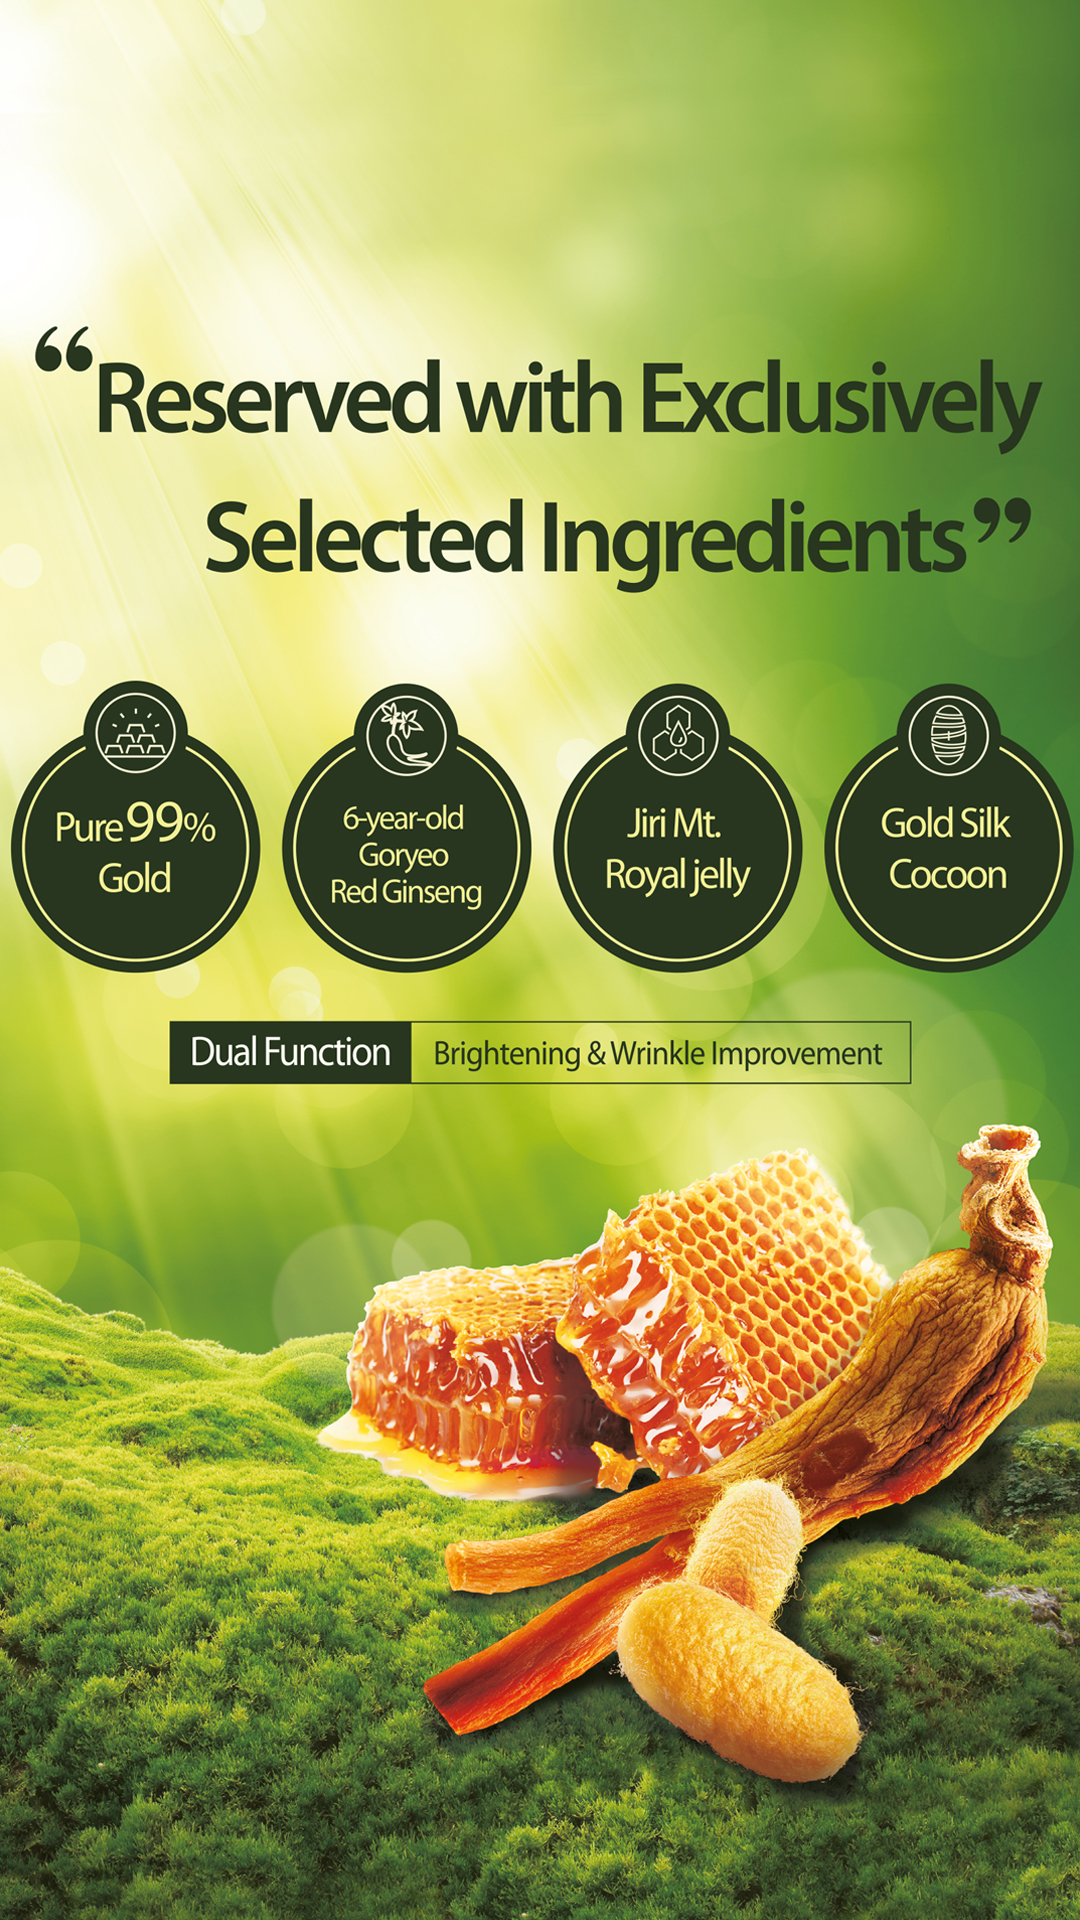 “Reserved with Exclusively
Selected Ingredients”
Pure 99%
Gold
6-year-old
Goryeo
Red Ginseng
Jiri Mt.
Royal jelly
Gold Silk
Cocoon
Dual Function Brightening & Wrinkle Improvement